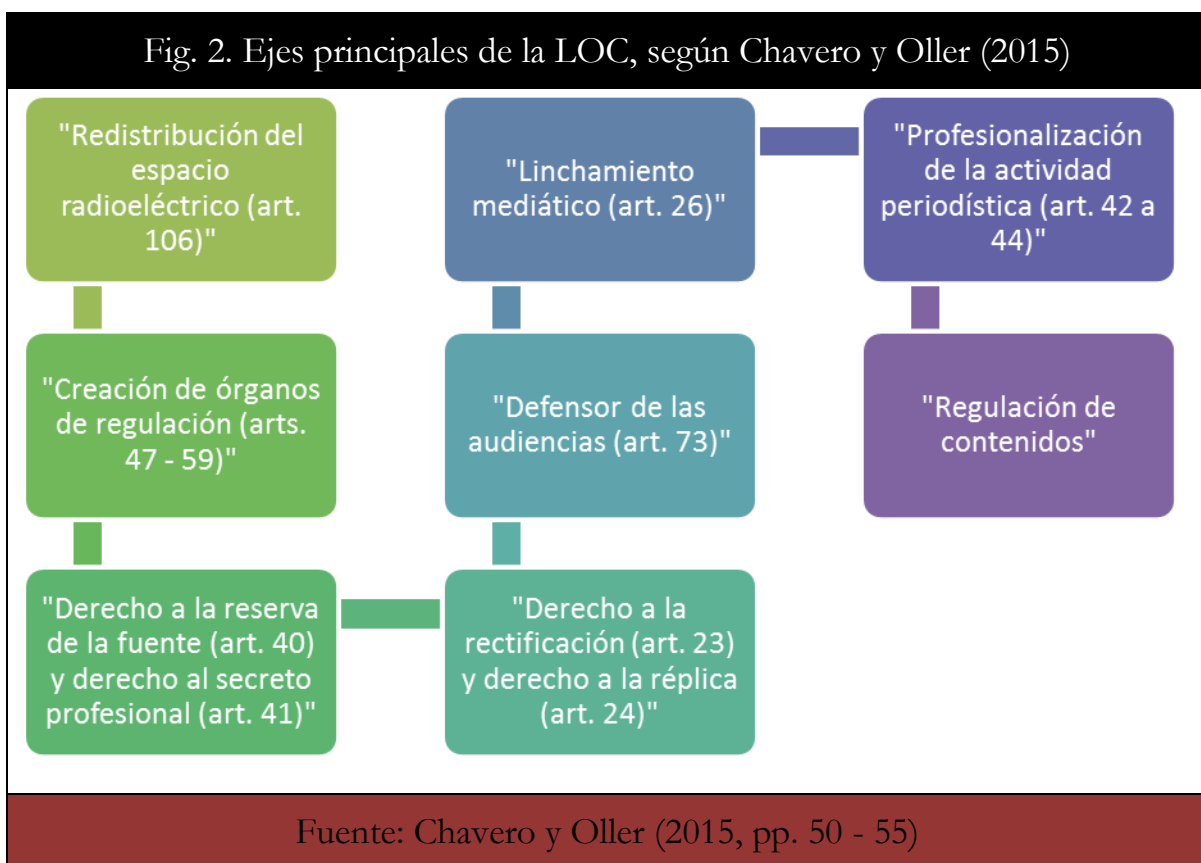 Fig. 2. Ejes principales de la LOC, según Chavero y Oller (2015)
"Redistribución del
espacio
radioeléctrico (art.
106)"
"Creación de órganos
de regulación (arts.
47 - 59)"
"Derecho a la reserva
de la fuente (art. 40)
y derecho al secreto
profesional (art. 41)"
"Derecho a la
rectificación (art. 23)
y derecho a la réplica
(art. 24)"
"Defensor de las
audiencias (art. 73)"
"Linchamiento
mediático (art. 26)"
"Profesionalización
de la actividad
periodística (art. 42 a
44)"
"Regulación de
contenidos"
Fuente: Chavero y Oller (2015, pp. 50 - 55)